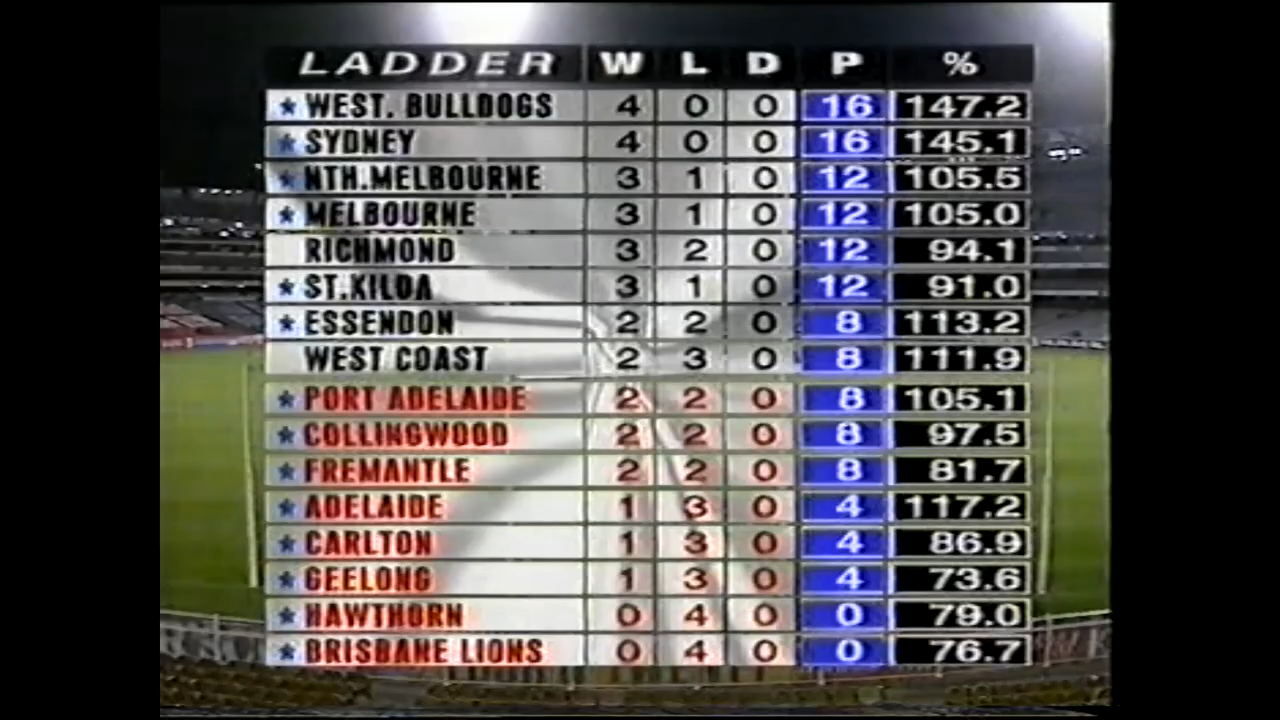 LADDER W L D P %
★ WEST. BULLDOGS 4 0 0 16 147.2
★ SYDNEY 4 0 0 16 145.1
★ NTH.MELBOURNE 3 1 0 12 105.5
★ MELBOURNE 3 1 0 12 105.0
RICHMOND 3 2 0 12 94.1
★ ST.KILDA 3 1 0 12 91.0
★ ESSENDON 2 2 0 8 113.2
WEST COAST 2 3 0 8 111.9
★ PORT ADELAIDE 2 2 0 8 105.1
★ COLLINGWOOD 2 2 0 8 97.5
★ FREMANTLE 2 2 0 8 81.7
★ ADELAIDE 1 3 0 4 117.2
★ CARLTON 1 3 0 4 86.9
★ GEELONG 1 3 0 4 73.6
★ HAWTHORN 0 4 0 0 79.0
★ BRISBANE LIONS 0 4 0 0 76.7